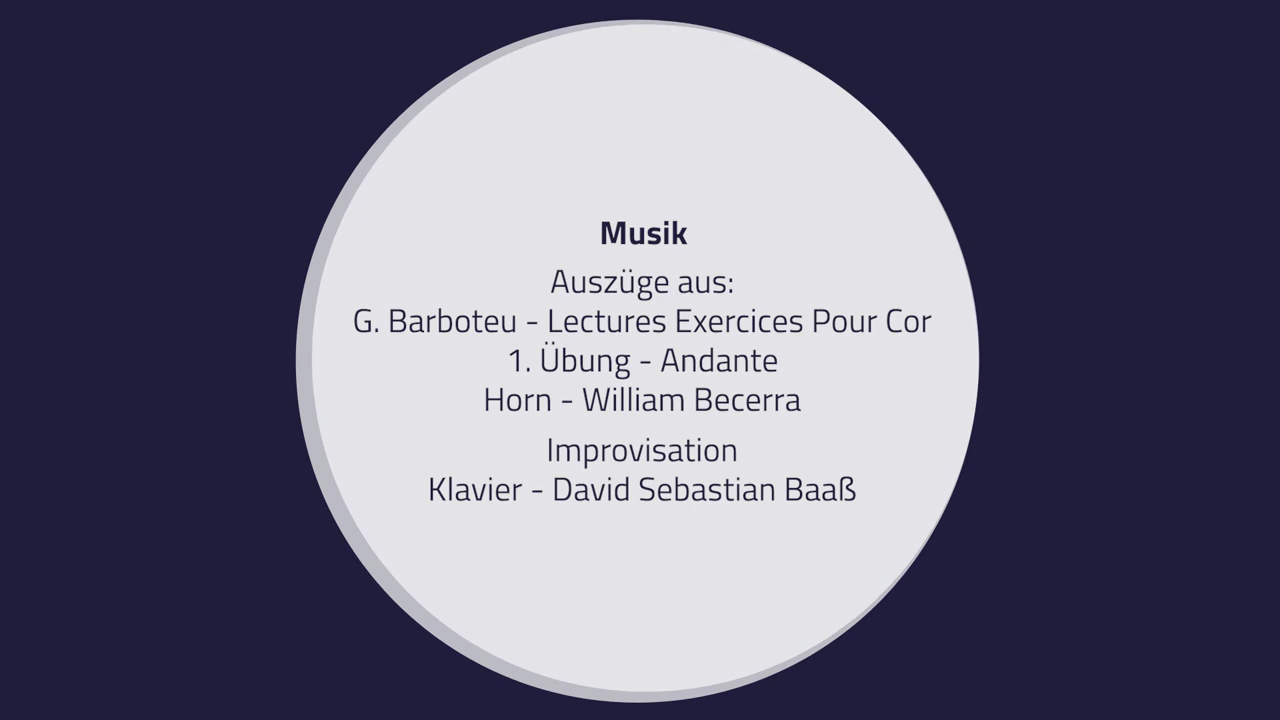 Musik
Auszüge aus:
G. Barboteu - Lectures Exercices Pour Cor
1. Übung - Andante
Horn - William Becerra
Improvisation
Klavier - David Sebastian Baaß